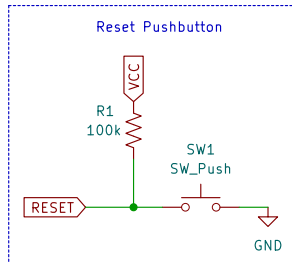 Reset Pushbutton
VCC
R1
100k
SW1
SW_Push
RESET
GND